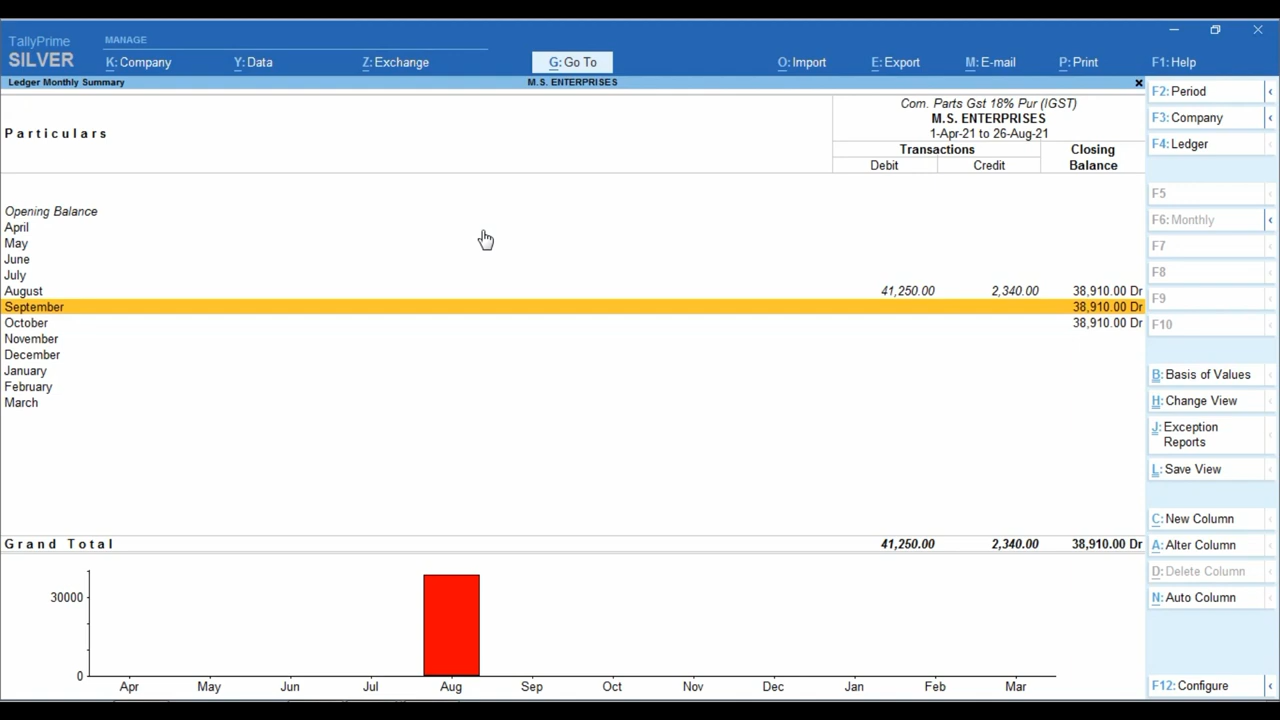 TallyPrime
SILVER
MANAGE
K: Company
Y: Data
Z: Exchange
G: Go To
O: Import
E: Export
M: E-mail
P: Print
F1: Help
Ledger Monthly Summary
M.S. ENTERPRISES
Particulars
Com. Parts Gst 18% Pur (IGST)
M.S. ENTERPRISES
1-Apr-21 to 26-Aug-21
Transactions
Closing
Balance
Debit
Credit
Opening Balance
April
May
June
July
August 41,250.00 2,340.00 38,910.00 Dr
September 38,910.00 Dr
October 38,910.00 Dr
November
December
January
February
March
Grand Total 41,250.00 2,340.00 38,910.00 Dr
30000
0
Apr May Jun Jul Aug Sep Oct Nov Dec Jan Feb Mar
F2: Period
F3: Company
F4: Ledger
F5
F6: Monthly
F7
F8
F9
F10
B: Basis of Values
H: Change View
J: Exception
Reports
L: Save View
C: New Column
A: Alter Column
D: Delete Column
N: Auto Column
F12: Configure